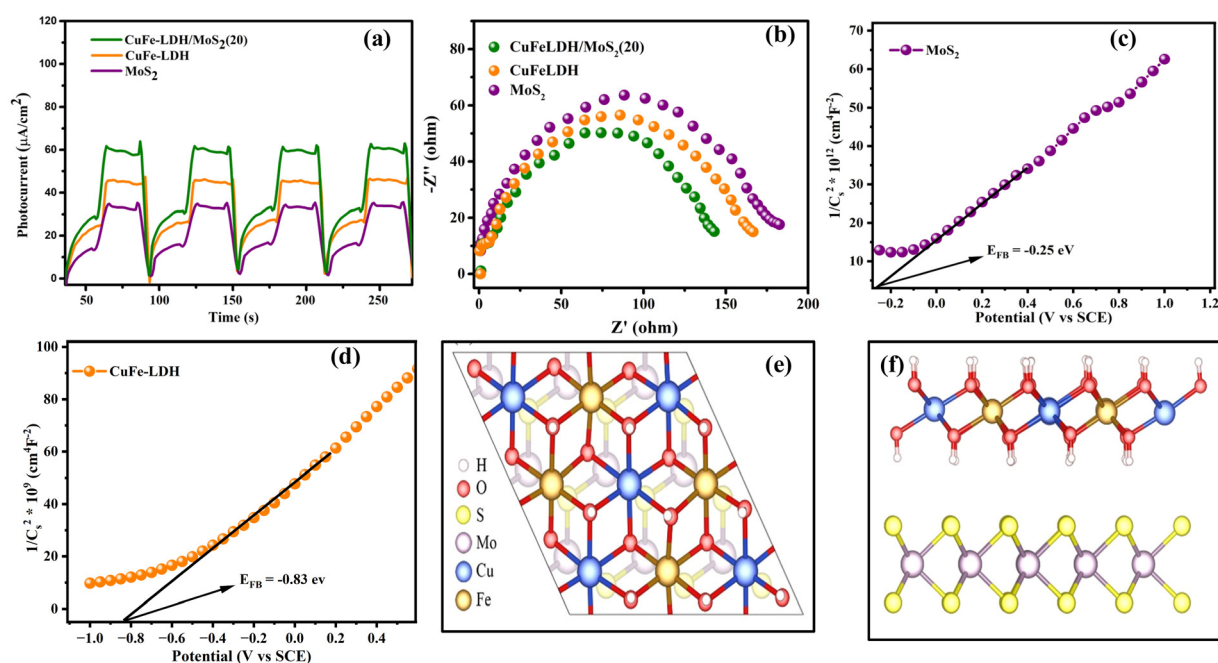 (a)
CuFe-LDH/MoS2(20)
CuFe-LDH
MoS2
120
100
80
60
40
20
0
Photocurrent (μA/cm2)
50
100
150
200
250
Time (s)
(b)
CuFeLDH/MoS2(20)
CuFeLDH
MoS2
80
60
40
20
0
-Z'' (ohm)
0
50
100
150
200
Z' (ohm)
(c)
MoS2
70
60
50
40
30
20
10
1/Cs2 * 1012 (cm4F-2)
EFB = -0.25 eV
−0.2
0.0
0.2
0.4
0.6
0.8
1.0
1.2
Potential (V vs SCE)
(d)
CuFe-LDH
100
80
60
40
20
0
1/Cs2 * 109 (cm4F-2)
EFB = -0.83 ev
−1.0
−0.8
−0.6
−0.4
−0.2
0.0
0.2
0.4
Potential (V vs SCE)
(e)
H
O
S
Mo
Cu
Fe
(f)